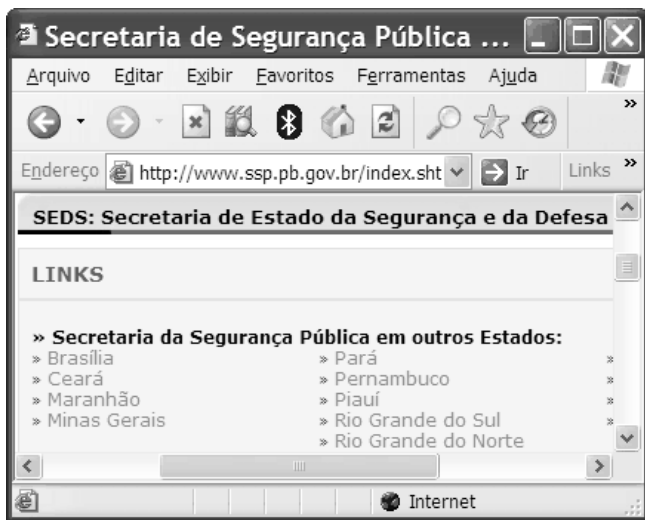 Secretaria de Segurança Pública ...
Arquivo Editar Exibir Favoritos Ferramentas Ajuda
»
Endereço http://www.ssp.pb.gov.br/index.sht Ir Links »
SEDS: Secretaria de Estado da Segurança e da Defesa
LINKS
» Secretaria da Segurança Pública em outros Estados:
» Brasília » Pará »
» Ceará » Pernambuco »
» Maranhão » Piauí »
» Minas Gerais » Rio Grande do Sul »
» Rio Grande do Norte
Internet